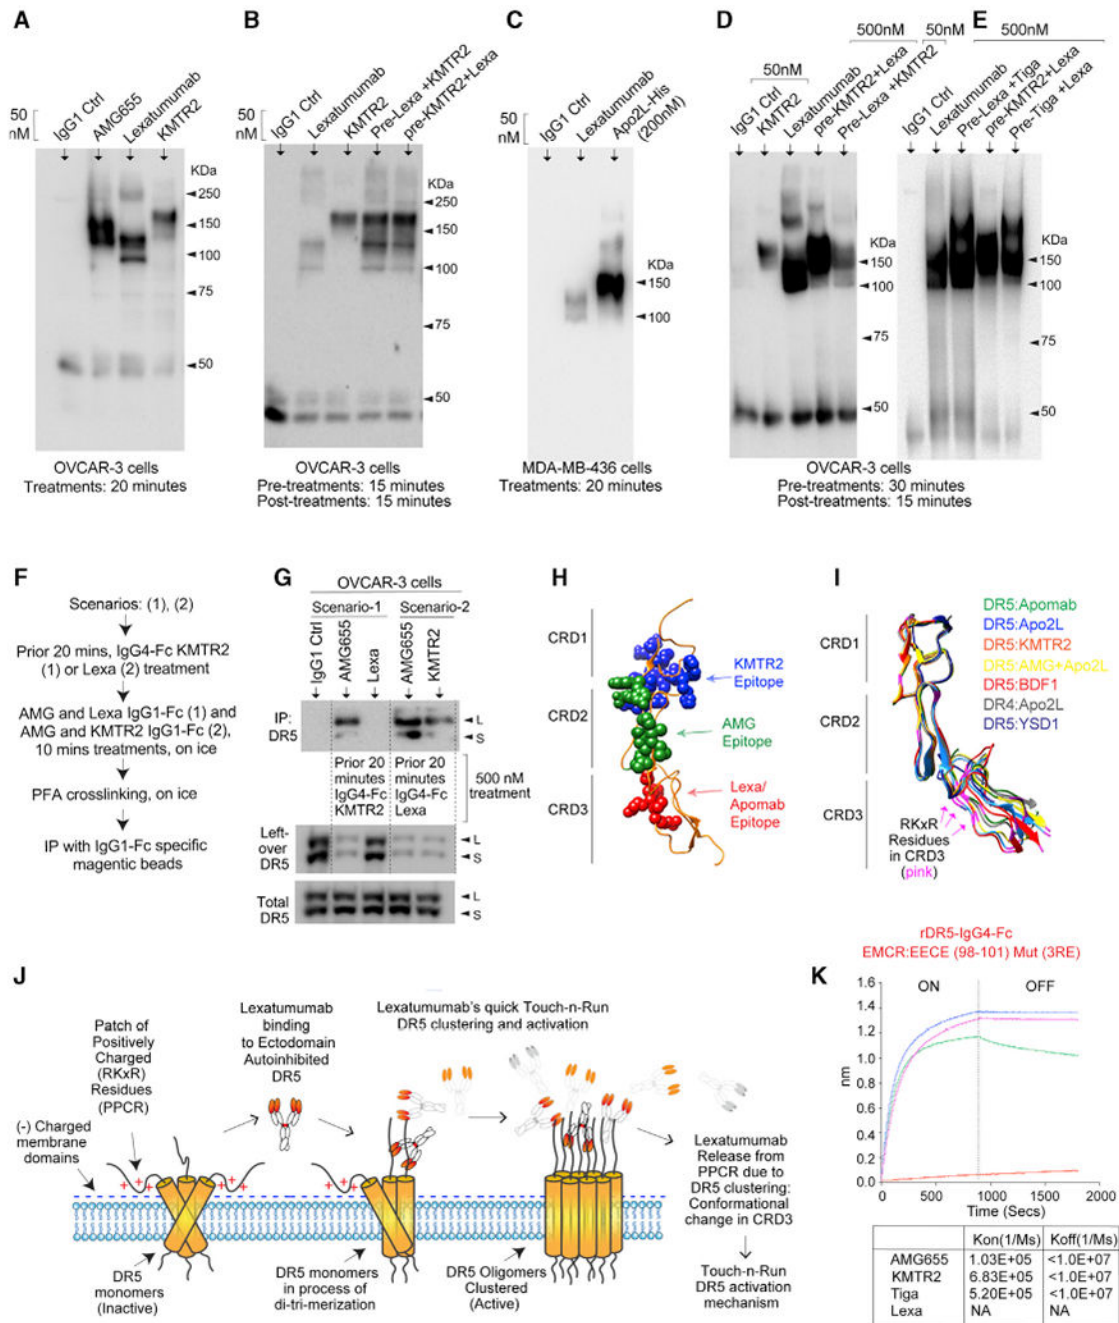 A
50
nM
IgG1 Ctrl
AMG655
Lexatumumab
KMTR2
KDa
250
150
100
75
50
OVCAR-3 cells
Treatments: 20 minutes
B
50
nM
IgG1 Ctrl
Lexatumumab
KMTR2
Pre-Lexa +KMTR2
pre-KMTR2+Lexa
KDa
250
150
100
75
50
OVCAR-3 cells
Pre-treatments: 15 minutes
Post-treatments: 15 minutes
C
50
nM
IgG1 Ctrl
Lexatumumab
Apo2L-His
(200nM)
KDa
150
100
MDA-MB-436 cells
Treatments: 20 minutes
D
500nM
50nM
IgG1 Ctrl
KMTR2
Lexatumumab
pre-KMTR2+Lexa
Pre-Lexa +KMTR2
KDa
150
100
75
50
E
50nM
500nM
IgG1 Ctrl
Lexatumumab
Pre-Lexa +Tiga
pre-KMTR2+Lexa
Pre-Tiga +Lexa
KDa
150
100
75
50
OVCAR-3 cells
Pre-treatments: 30 minutes
Post-treatments: 15 minutes
F
Scenarios: (1), (2)
Prior 20 mins, IgG4-Fc KMTR2
(1) or Lexa (2) treatment
AMG and Lexa IgG1-Fc (1) and
AMG and KMTR2 IgG1-Fc (2),
10 mins treatments, on ice
PFA crosslinking, on ice
IP with IgG1-Fc specific
magentic beads
G
OVCAR-3 cells
Scenario-1 Scenario-2
IgG1 Ctrl
AMG655
Lexa
AMG655
KMTR2
IP:
DR5
L
S
Prior 20
minutes
IgG4-Fc
KMTR2
Prior 20
minutes
IgG4-Fc
Lexa
500 nM
treatment
Left-
over
DR5
L
S
Total
DR5
L
S
H
CRD1
CRD2
CRD3
KMTR2
Epitope
AMG
Epitope
Lexa/
Apomab
Epitope
I
CRD1
CRD2
CRD3
DR5:Apomab
DR5:Apo2L
DR5:KMTR2
DR5:AMG+Apo2L
DR5:BDF1
DR4:Apo2L
DR5:YSD1
RKxR
Residues
in CRD3
(pink)
J
Patch of
Positively
Charged
(RKxR)
Residues
(PPCR)
(-) Charged
membrane
domains
Lexatumumab
binding
to Ectodomain
Autoinhibited
DR5
Lexatumumab's quick Touch-n-Run
DR5 clustering and activation
+ + +
+ + +
+ + +
DR5
monomers
(Inactive)
DR5 monomers
in process of
di-tri-merization
DR5 Oligomers
Clustered
(Active)
Lexatumumab
Release from
PPCR due to
DR5 clustering:
Conformational
change in CRD3
Touch-n-Run
DR5 activation
mechanism
K
rDR5-IgG4-Fc
EMCR:EECE (98-101) Mut (3RE)
ON OFF
nm
1.6
1.4
1.2
1.0
0.8
0.6
0.4
0.2
0.0
0 500 1000 1500 2000
Time (Secs)
Kon(1/Ms) Koff(1/Ms)
AMG655 1.03E+05 <1.0E+07
KMTR2 6.83E+05 <1.0E+07
Tiga 5.20E+05 <1.0E+07
Lexa NA NA